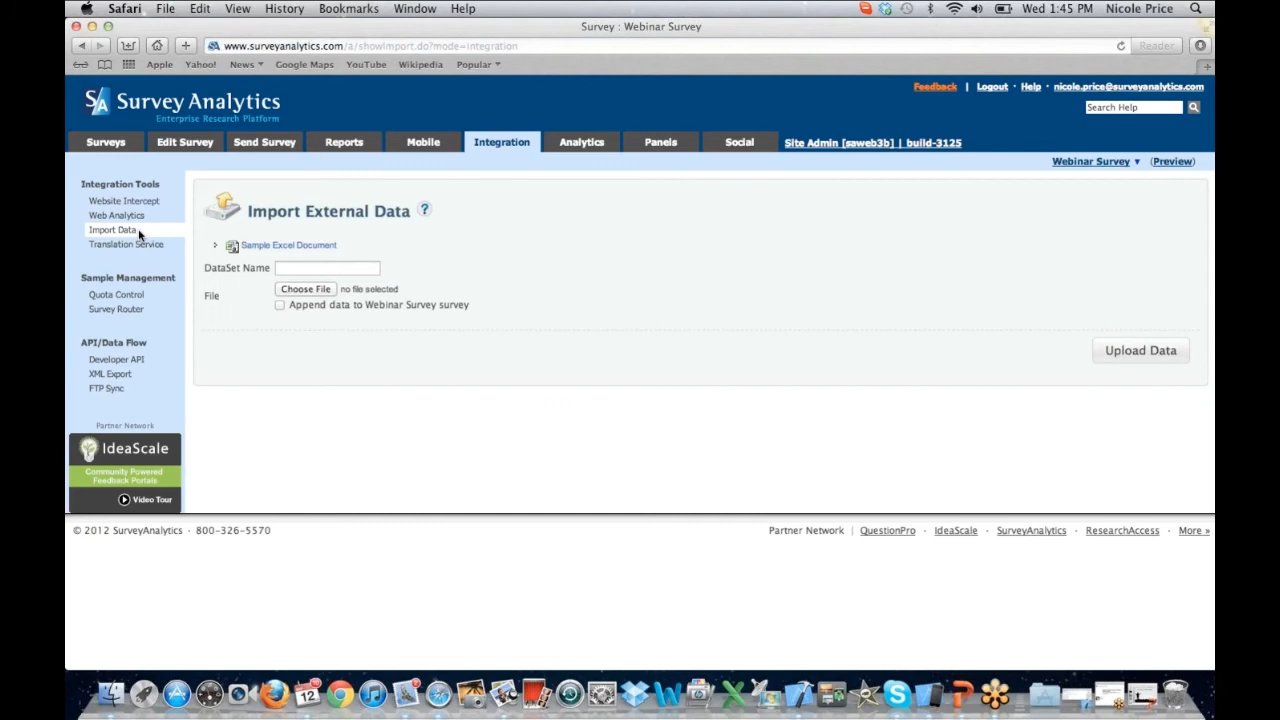 Safari File Edit View History Bookmarks Window Help Wed 1:45 PM Nicole Price
Survey : Webinar Survey
www.surveyanalytics.com/a/showImport.do?mode=integration Reader
Apple Yahoo! News Google Maps YouTube Wikipedia Popular
SA Survey Analytics
Enterprise Research Platform
Feedback | Logout · Help · nicole.price@surveyanalytics.com
Search Help
Surveys Edit Survey Send Survey Reports Mobile Integration Analytics Panels Social Site Admin [saweb3b] | build-3125
Webinar Survey ▼ (Preview)
Integration Tools
Website Intercept
Web Analytics
Import Data
Translation Service
Sample Management
Quota Control
Survey Router
API/Data Flow
Developer API
XML Export
FTP Sync
Partner Network
IdeaScale
Community Powered
Feedback Portals
Video Tour
Import External Data ?
Sample Excel Document
DataSet Name
File Choose File no file selected
Append data to Webinar Survey survey
Upload Data
© 2012 SurveyAnalytics · 800-326-5570
Partner Network | QuestionPro · IdeaScale · SurveyAnalytics · ResearchAccess · More »
12